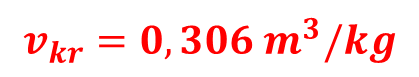 v_kr = 0,306 m³/kg